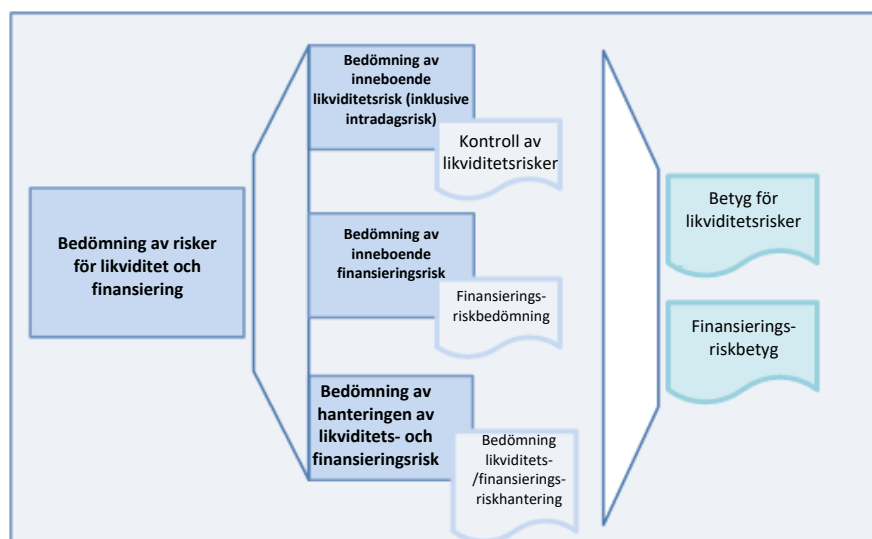 Bedömning av risker
för likviditet och
finansiering
Bedömning av
inneboende
likviditetsrisk (inklusive
intradagsrisk)
Kontroll av
likviditetsrisker
Bedömning av
inneboende
finansieringsrisk
Finansierings-
riskbedömning
Bedömning av
hanteringen av
likviditets- och
finansieringsrisk
Bedömning
likviditets-
/finansierings-
riskhantering
Betyg för
likviditetsrisker
Finansierings-
riskbetyg